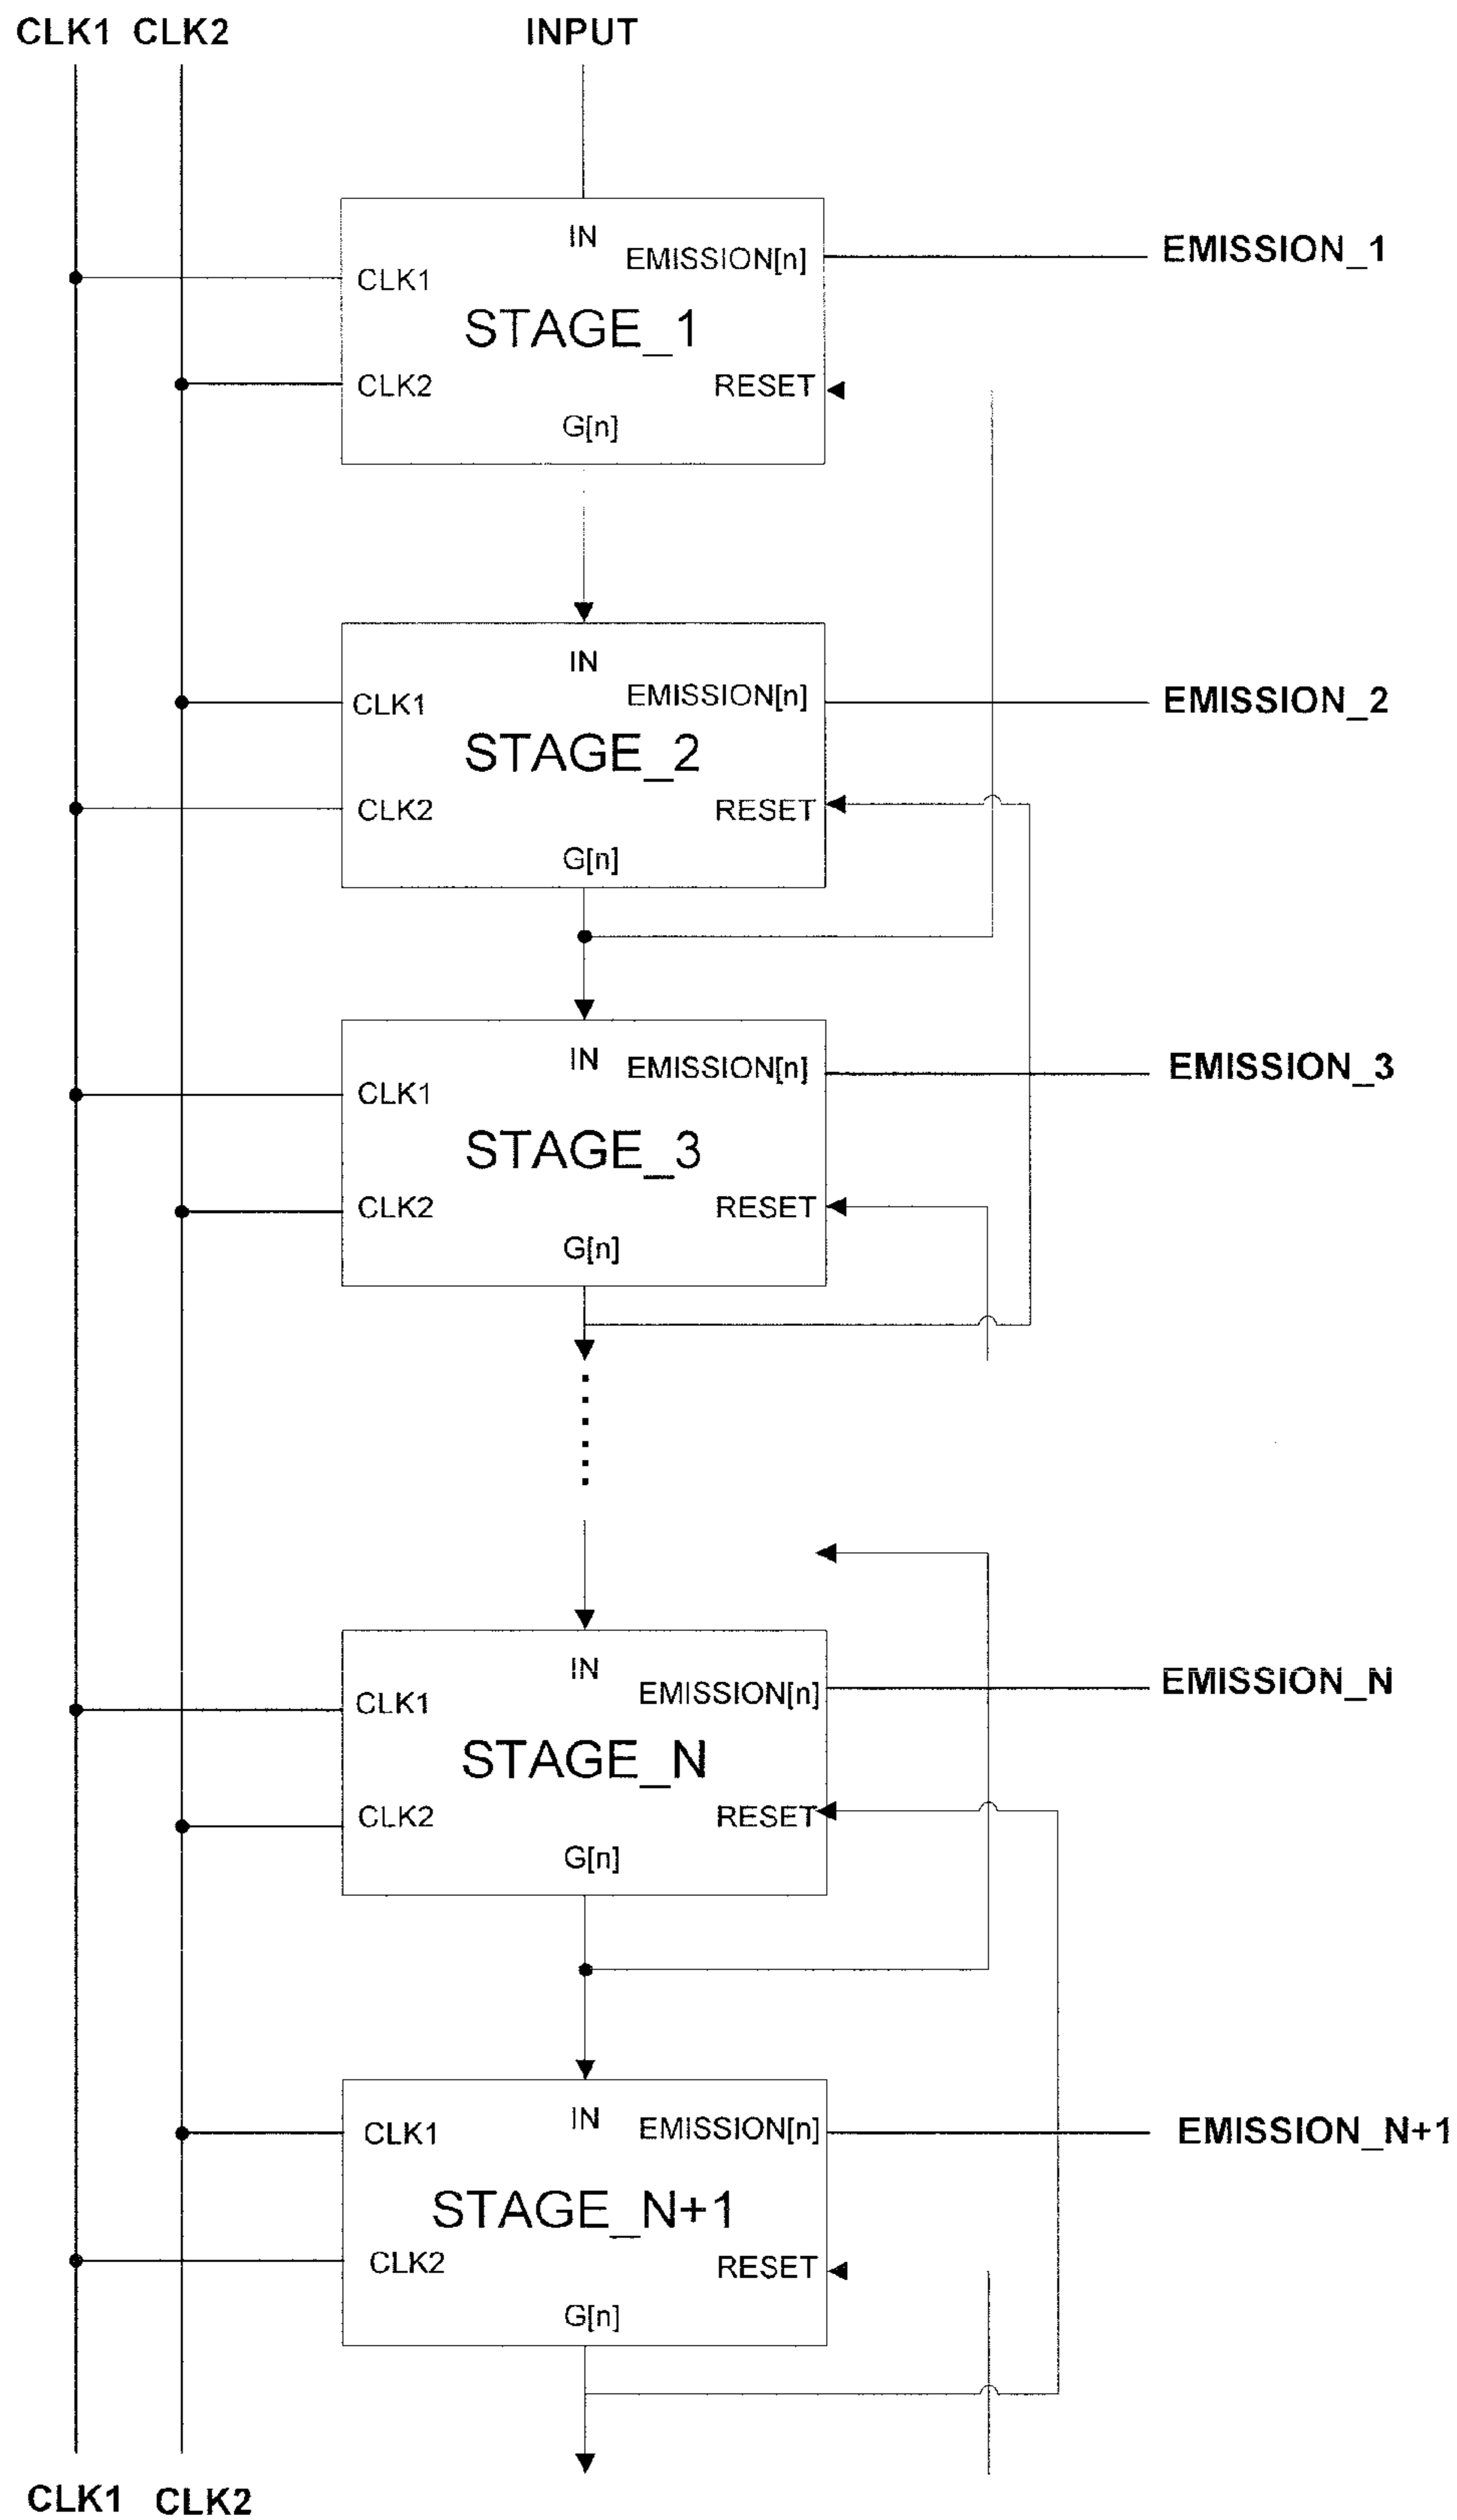 CLK1 CLK2 INPUT
IN
EMISSION[n]
EMISSION_1
CLK1
STAGE_1
CLK2
RESET
G[n]
IN
EMISSION[n]
EMISSION_2
CLK1
STAGE_2
CLK2
RESET
G[n]
IN
EMISSION[n]
EMISSION_3
CLK1
STAGE_3
CLK2
RESET
G[n]
IN
EMISSION[n]
EMISSION_N
CLK1
STAGE_N
CLK2
RESET
G[n]
IN
EMISSION[n]
EMISSION_N+1
CLK1
STAGE_N+1
CLK2
RESET
G[n]
CLK1 CLK2